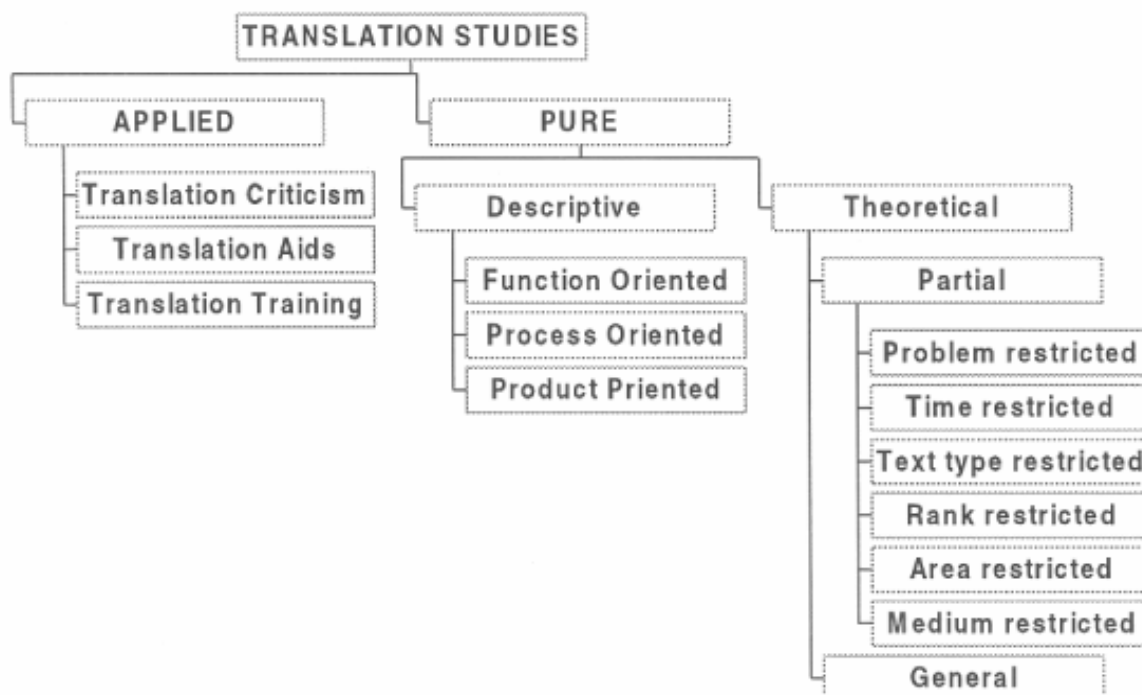 TRANSLATION STUDIES
APPLIED
PURE
Translation Criticism
Translation Aids
Translation Training
Descriptive
Theoretical
Function Oriented
Process Oriented
Product Priented
Partial
Problem restricted
Time restricted
Text type restricted
Rank restricted
Area restricted
Medium restricted
General